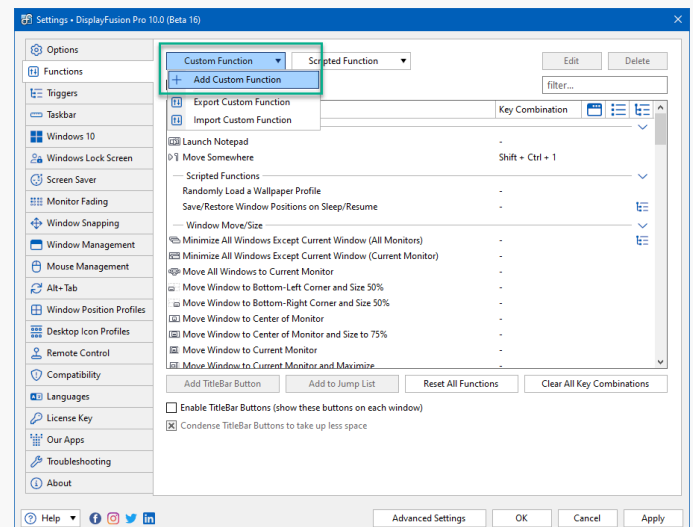 Settings • DisplayFusion Pro 10.0 (Beta 16)
Options
Functions
Triggers
Taskbar
Windows 10
Windows Lock Screen
Screen Saver
Monitor Fading
Window Snapping
Window Management
Mouse Management
Alt+Tab
Window Position Profiles
Desktop Icon Profiles
Remote Control
Compatibility
Languages
License Key
Our Apps
Troubleshooting
About
Custom Function
Scripted Function
Edit
Delete
Add Custom Function
Export Custom Function
Import Custom Function
filter...
Key Combination
Launch Notepad -
Move Somewhere Shift + Ctrl + 1
Scripted Functions
Randomly Load a Wallpaper Profile -
Save/Restore Window Positions on Sleep/Resume -
Window Move/Size
Minimize All Windows Except Current Window (All Monitors) -
Minimize All Windows Except Current Window (Current Monitor) -
Move All Windows to Current Monitor -
Move Window to Bottom-Left Corner and Size 50% -
Move Window to Bottom-Right Corner and Size 50% -
Move Window to Center of Monitor -
Move Window to Center of Monitor and Size to 75% -
Move Window to Current Monitor -
Move Window to Current Monitor and Maximize -
Add TitleBar Button
Add to Jump List
Reset All Functions
Clear All Key Combinations
Enable TitleBar Buttons (show these buttons on each window)
Condense TitleBar Buttons to take up less space
Help
Advanced Settings
OK
Cancel
Apply